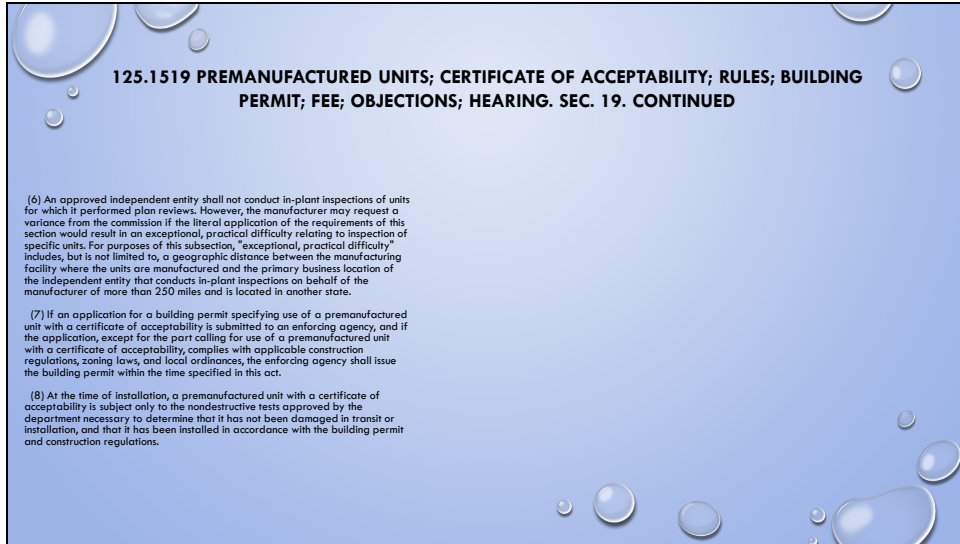 125.1519 PREMANUFACTURED UNITS; CERTIFICATE OF ACCEPTABILITY; RULES; BUILDING
PERMIT; FEE; OBJECTIONS; HEARING. SEC. 19. CONTINUED
(6) An approved independent entity shall not conduct in-plant inspections of units
for which it performed plan reviews. However, the manufacturer may request a
variance from the commission if the literal application of the requirements of this
section would result in an exceptional, practical difficulty relating to inspection of
specific units. For purposes of this subsection, "exceptional, practical difficulty"
includes, but is not limited to, a geographic distance between the manufacturing
facility where the units are manufactured and the primary business location of
the independent entity that conducts in-plant inspections on behalf of the
manufacturer of more than 250 miles and is located in another state.
(7) If an application for a building permit specifying use of a premanufactured
unit with a certificate of acceptability is submitted to an enforcing agency, and if
the application, except for the part calling for use of a premanufactured unit
with a certificate of acceptability, complies with applicable construction
regulations, zoning laws, and local ordinances, the enforcing agency shall issue
the building permit within the time specified in this act.
(8) At the time of installation, a premanufactured unit with a certificate of
acceptability is subject only to the nondestructive tests approved by the
department necessary to determine that it has not been damaged in transit or
installation, and that it has been installed in accordance with the building permit
and construction regulations.